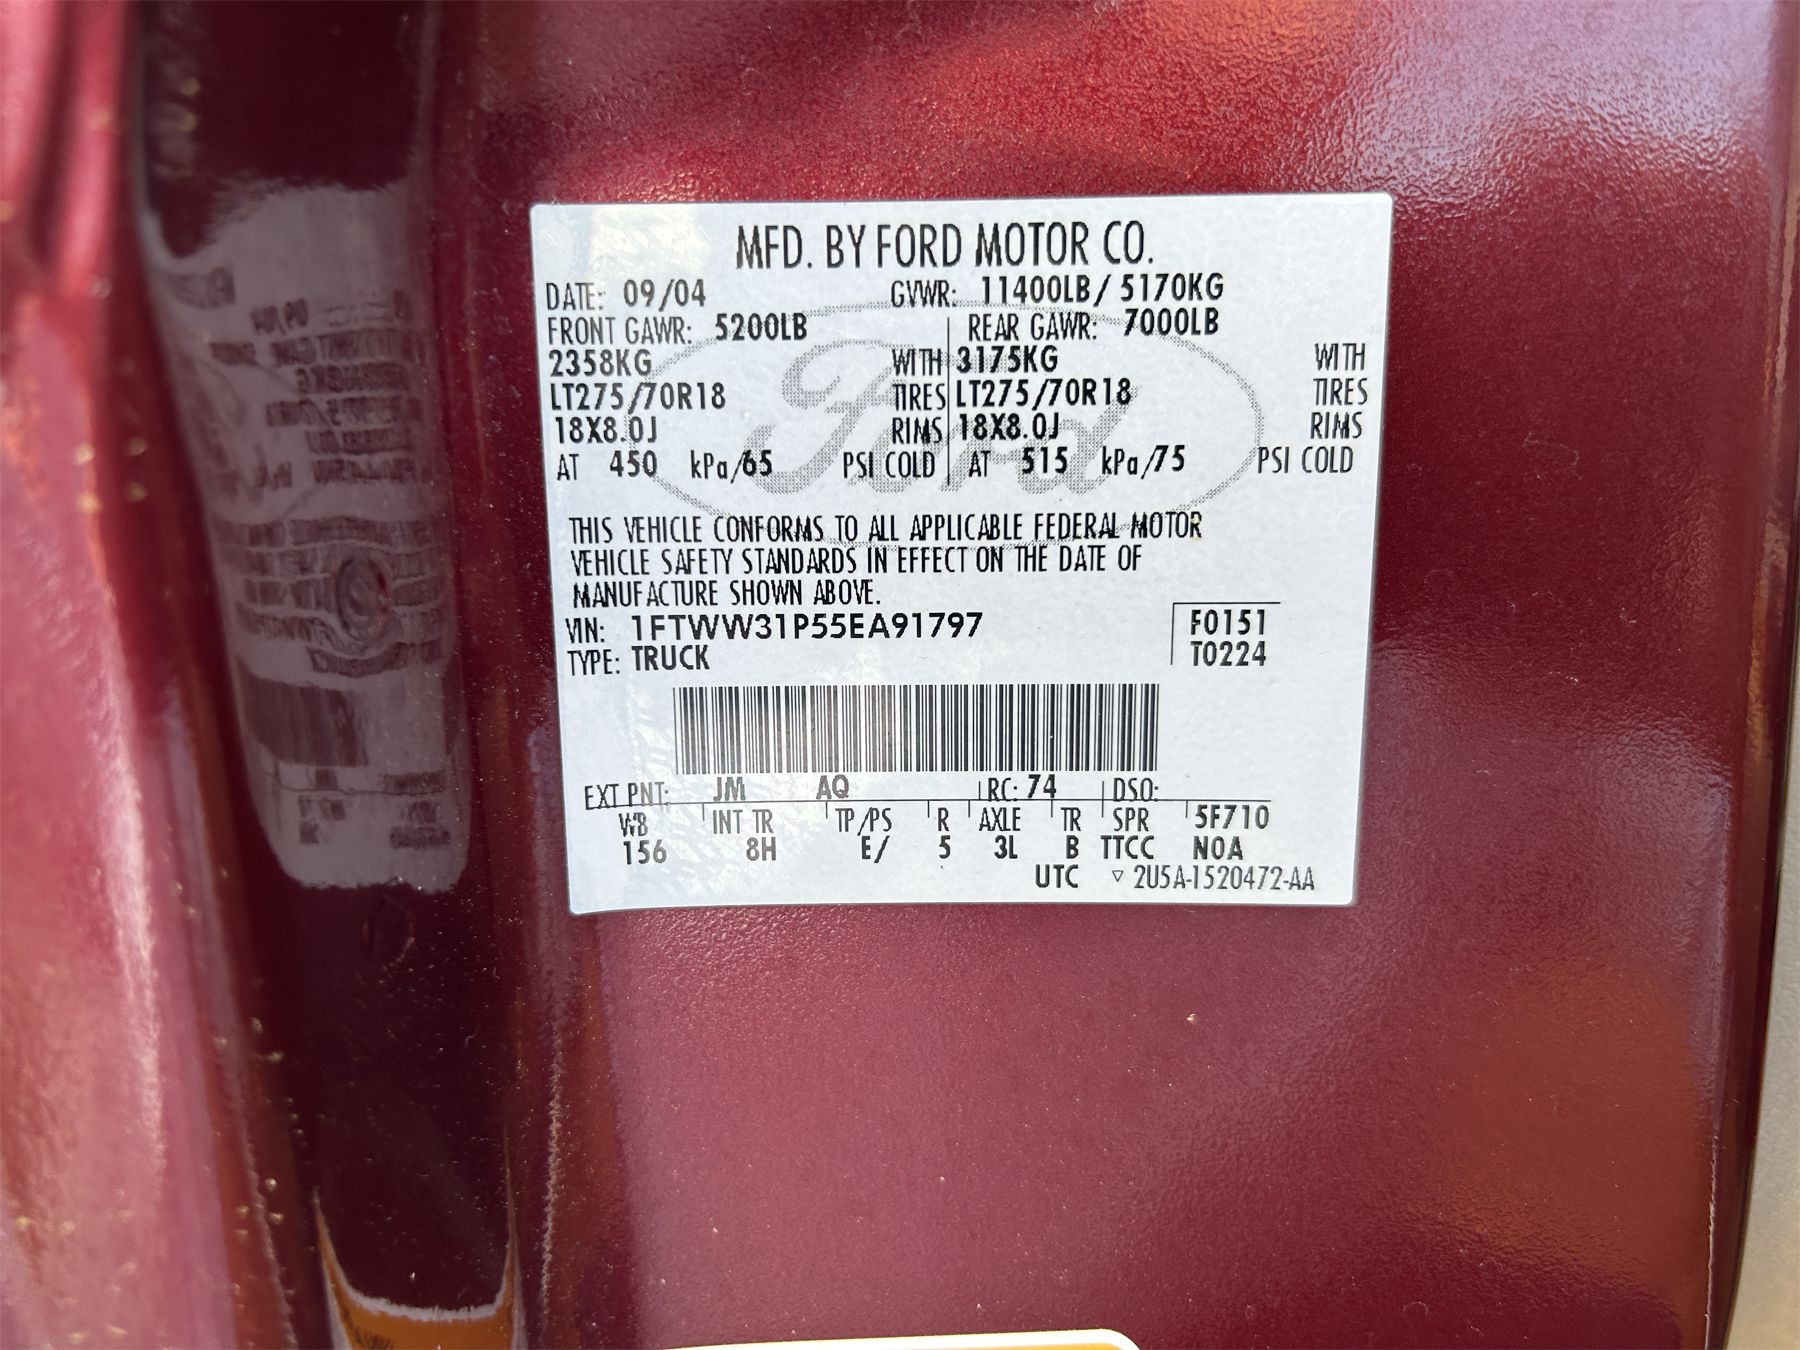 MFD. BY FORD MOTOR CO.
DATE: 09/04 GVWR: 11400LB/ 5170KG
FRONT GAWR: 5200LB REAR GAWR: 7000LB
2358KG WITH 3175KG WITH
LT275/70R18 TIRES LT275/70R18 TIRES
18X8.0J RIMS 18X8.0J RIMS
AT 450 kPa/65 PSI COLD AT 515 kPa/75 PSI COLD
Ford
THIS VEHICLE CONFORMS TO ALL APPLICABLE FEDERAL MOTOR
VEHICLE SAFETY STANDARDS IN EFFECT ON THE DATE OF
MANUFACTURE SHOWN ABOVE.
VIN: 1FTWW31P55EA91797 F0151
TYPE: TRUCK T0224
EXT PNT: JM AQ RC: 74 DSO:
WB INT TR TP/PS R AXLE TR SPR 5F710
156 8H E/ 5 3L B TTCC N0A
UTC ▽ 2U5A-1520472-AA